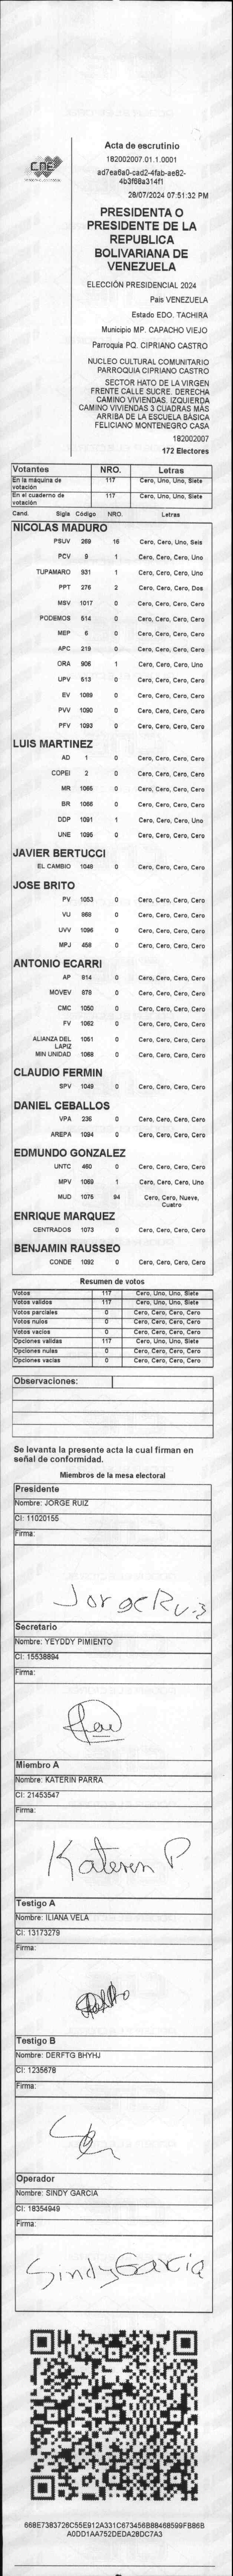 CNE
Acta de escrutinio
182002007.01.1.0001
ad7ea6a0-cad2-4fab-ae82-
4b3f68a314f1
28/07/2024 07:51:32 PM
PRESIDENTA O
PRESIDENTE DE LA
REPUBLICA
BOLIVARIANA DE
VENEZUELA
ELECCIÓN PRESIDENCIAL 2024
País VENEZUELA
Estado EDO. TACHIRA
Municipio MP. CAPACHO VIEJO
Parroquia PQ. CIPRIANO CASTRO
NUCLEO CULTURAL COMUNITARIO
PARROQUIA CIPRIANO CASTRO
SECTOR HATO DE LA VIRGEN
FRENTE CALLE SUCRE. DERECHA
CAMINO VIVIENDAS. IZQUIERDA
CAMINO VIVIENDAS 3 CUADRAS MÁS
ARRIBA DE LA ESCUELA BÁSICA
FELICIANO MONTENEGRO CASA
182002007
172 Electores
Votantes NRO. Letras
En la máquina de votación 117 Cero, Uno, Uno, Siete
En el cuaderno de votación 117 Cero, Uno, Uno, Siete
Cand. Sigla Código NRO. Letras
NICOLAS MADURO
PSUV 269 16 Cero, Cero, Uno, Seis
PCV 9 1 Cero, Cero, Cero, Uno
TUPAMARO 931 1 Cero, Cero, Cero, Uno
PPT 276 2 Cero, Cero, Cero, Dos
MSV 1017 0 Cero, Cero, Cero, Cero
PODEMOS 514 0 Cero, Cero, Cero, Cero
MEP 6 0 Cero, Cero, Cero, Cero
APC 219 0 Cero, Cero, Cero, Cero
ORA 906 1 Cero, Cero, Cero, Uno
UPV 613 0 Cero, Cero, Cero, Cero
EV 1089 0 Cero, Cero, Cero, Cero
PVV 1090 0 Cero, Cero, Cero, Cero
PFV 1093 0 Cero, Cero, Cero, Cero
LUIS MARTINEZ
AD 1 0 Cero, Cero, Cero, Cero
COPEI 2 0 Cero, Cero, Cero, Cero
MR 1065 0 Cero, Cero, Cero, Cero
BR 1066 0 Cero, Cero, Cero, Cero
DDP 1091 1 Cero, Cero, Cero, Uno
UNE 1095 0 Cero, Cero, Cero, Cero
JAVIER BERTUCCI
EL CAMBIO 1048 0 Cero, Cero, Cero, Cero
JOSE BRITO
PV 1053 0 Cero, Cero, Cero, Cero
VU 868 0 Cero, Cero, Cero, Cero
UVV 1096 0 Cero, Cero, Cero, Cero
MPJ 458 0 Cero, Cero, Cero, Cero
ANTONIO ECARRI
AP 814 0 Cero, Cero, Cero, Cero
MOVEV 878 0 Cero, Cero, Cero, Cero
CMC 1050 0 Cero, Cero, Cero, Cero
FV 1062 0 Cero, Cero, Cero, Cero
ALIANZA DEL LAPIZ 1051 0 Cero, Cero, Cero, Cero
MIN UNIDAD 1068 0 Cero, Cero, Cero, Cero
CLAUDIO FERMIN
SPV 1049 0 Cero, Cero, Cero, Cero
DANIEL CEBALLOS
VPA 236 0 Cero, Cero, Cero, Cero
AREPA 1094 0 Cero, Cero, Cero, Cero
EDMUNDO GONZALEZ
UNTC 460 0 Cero, Cero, Cero, Cero
MPV 1069 1 Cero, Cero, Cero, Uno
MUD 1075 94 Cero, Cero, Nueve,
Cuatro
ENRIQUE MARQUEZ
CENTRADOS 1073 0 Cero, Cero, Cero, Cero
BENJAMIN RAUSSEO
CONDE 1092 0 Cero, Cero, Cero, Cero
Resumen de votos
Votos 117 Cero, Uno, Uno, Siete
Votos validos 117 Cero, Uno, Uno, Siete
Votos parciales 0 Cero, Cero, Cero, Cero
Votos nulos 0 Cero, Cero, Cero, Cero
Votos vacios 0 Cero, Cero, Cero, Cero
Opciones validas 117 Cero, Uno, Uno, Siete
Opciones nulas 0 Cero, Cero, Cero, Cero
Opciones vacias 0 Cero, Cero, Cero, Cero
Observaciones:
Se levanta la presente acta la cual firman en
señal de conformidad.
Miembros de la mesa electoral
Presidente
Nombre: JORGE RUIZ
CI: 11020155
Firma:
Jorge Ruiz
Secretario
Nombre: YEYDDY PIMIENTO
CI: 15538694
Firma:
Miembro A
Nombre: KATERIN PARRA
CI: 21453547
Firma:
Katerin P
Testigo A
Nombre: ILIANA VELA
CI: 13173279
Firma:
Testigo B
Nombre: DERFTG BHYHJ
CI: 1235678
Firma:
Operador
Nombre: SINDY GARCIA
CI: 18354949
Firma:
Sindy Garcia
668E7383726C55E912A331C673456B88468599FB86B
A0DD1AA752DEDA28DC7A3